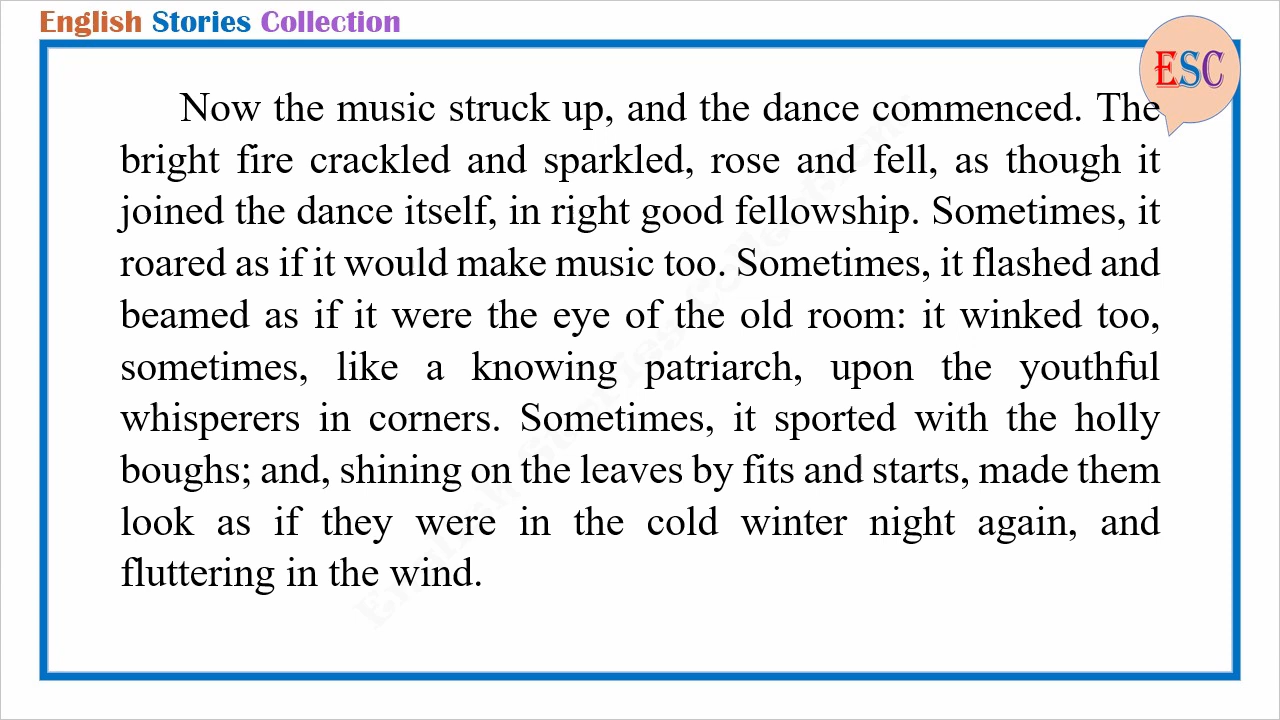 English Stories Collection
ESC
Now the music struck up, and the dance commenced. The
bright fire crackled and sparkled, rose and fell, as though it
joined the dance itself, in right good fellowship. Sometimes, it
roared as if it would make music too. Sometimes, it flashed and
beamed as if it were the eye of the old room: it winked too,
sometimes, like a knowing patriarch, upon the youthful
whisperers in corners. Sometimes, it sported with the holly
boughs; and, shining on the leaves by fits and starts, made them
look as if they were in the cold winter night again, and
fluttering in the wind.
English Stories Collection